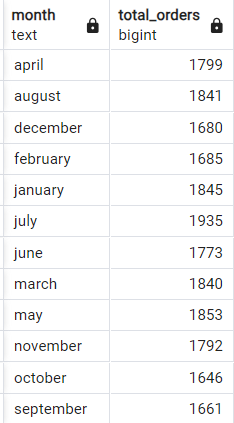 month total_orders
text bigint
april 1799
august 1841
december 1680
february 1685
january 1845
july 1935
june 1773
march 1840
may 1853
november 1792
october 1646
september 1661